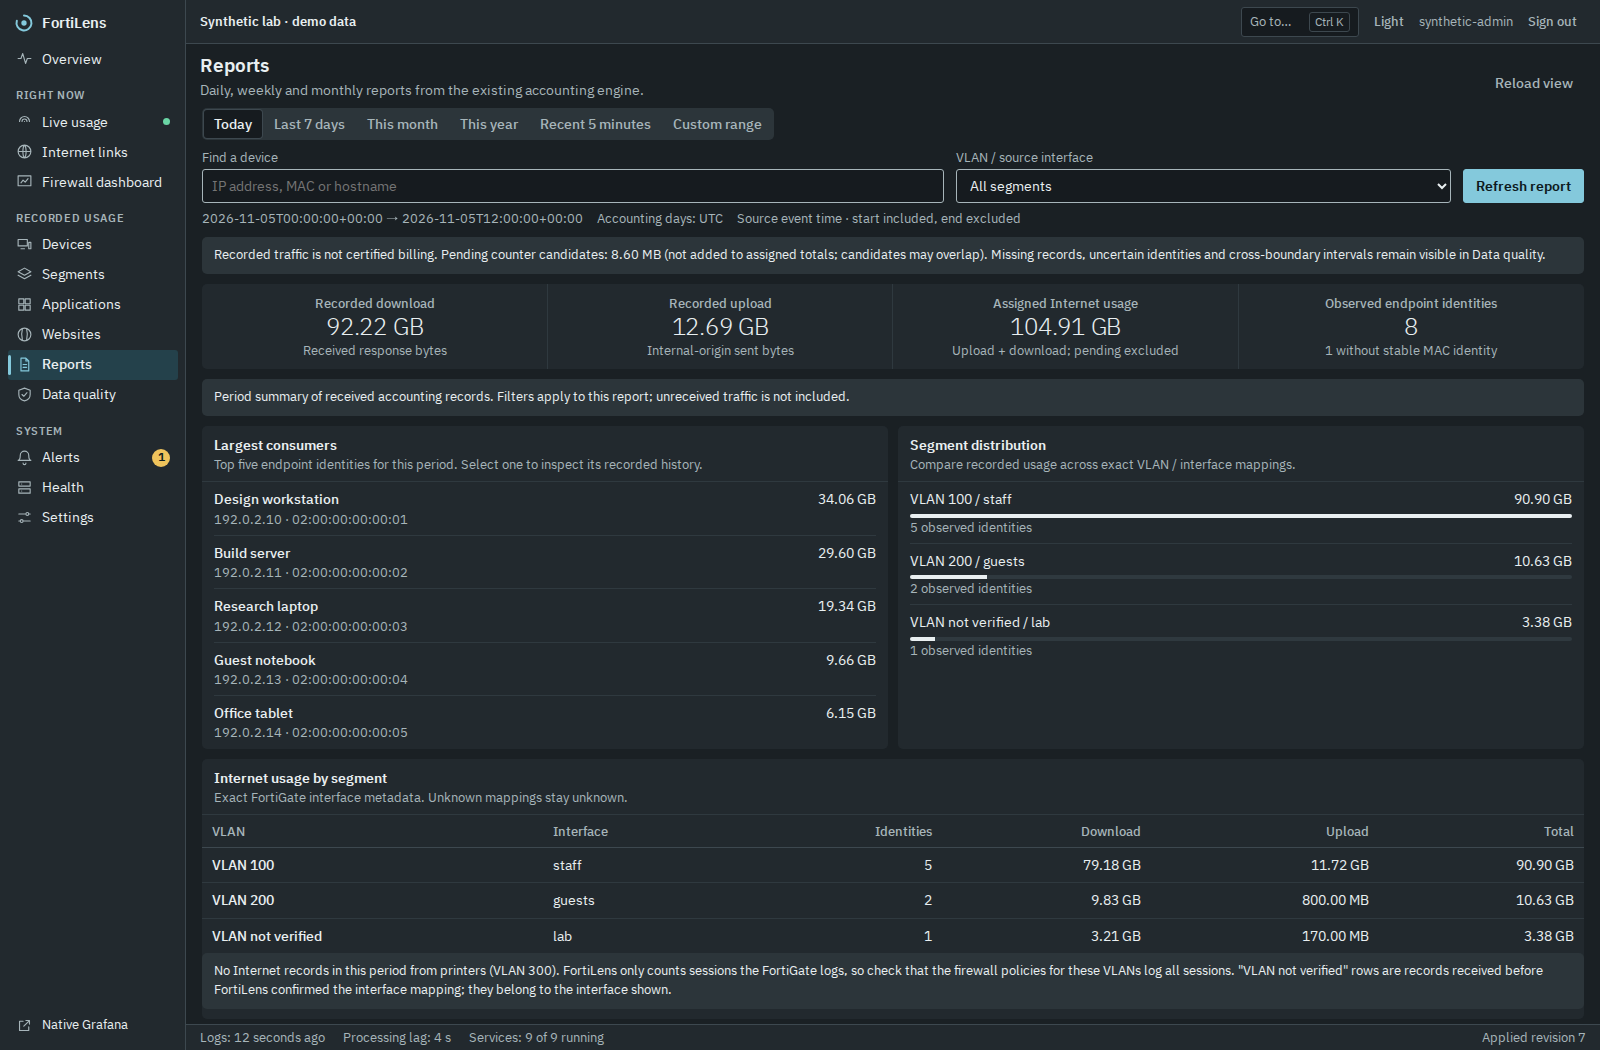 FortiLens
Synthetic lab · demo data
Go to... Ctrl K
Light
synthetic-admin
Sign out
Overview
RIGHT NOW
Live usage
Internet links
Firewall dashboard
RECORDED USAGE
Devices
Segments
Applications
Websites
Reports
Data quality
SYSTEM
Alerts 1
Health
Settings
Native Grafana
Reports
Daily, weekly and monthly reports from the existing accounting engine.
Reload view
Today Last 7 days This month This year Recent 5 minutes Custom range
Find a device
IP address, MAC or hostname
VLAN / source interface
All segments
Refresh report
2026-11-05T00:00:00+00:00 → 2026-11-05T12:00:00+00:00 Accounting days: UTC Source event time · start included, end excluded
Recorded traffic is not certified billing. Pending counter candidates: 8.60 MB (not added to assigned totals; candidates may overlap). Missing records, uncertain identities and cross-boundary intervals remain visible in Data quality.
Recorded download
92.22 GB
Received response bytes
Recorded upload
12.69 GB
Internal-origin sent bytes
Assigned Internet usage
104.91 GB
Upload + download; pending excluded
Observed endpoint identities
8
1 without stable MAC identity
Period summary of received accounting records. Filters apply to this report; unreceived traffic is not included.
Largest consumers
Top five endpoint identities for this period. Select one to inspect its recorded history.
Design workstation 34.06 GB
192.0.2.10 · 02:00:00:00:00:01
Build server 29.60 GB
192.0.2.11 · 02:00:00:00:00:02
Research laptop 19.34 GB
192.0.2.12 · 02:00:00:00:00:03
Guest notebook 9.66 GB
192.0.2.13 · 02:00:00:00:00:04
Office tablet 6.15 GB
192.0.2.14 · 02:00:00:00:00:05
Segment distribution
Compare recorded usage across exact VLAN / interface mappings.
VLAN 100 / staff 90.90 GB
5 observed identities
VLAN 200 / guests 10.63 GB
2 observed identities
VLAN not verified / lab 3.38 GB
1 observed identities
Internet usage by segment
Exact FortiGate interface metadata. Unknown mappings stay unknown.
VLAN Interface Identities Download Upload Total
VLAN 100 staff 5 79.18 GB 11.72 GB 90.90 GB
VLAN 200 guests 2 9.83 GB 800.00 MB 10.63 GB
VLAN not verified lab 1 3.21 GB 170.00 MB 3.38 GB
No Internet records in this period from printers (VLAN 300). FortiLens only counts sessions the FortiGate logs, so check that the firewall policies for these VLANs log all sessions. "VLAN not verified" rows are records received before
FortiLens confirmed the interface mapping; they belong to the interface shown.
Logs: 12 seconds ago Processing lag: 4 s Services: 9 of 9 running Applied revision 7